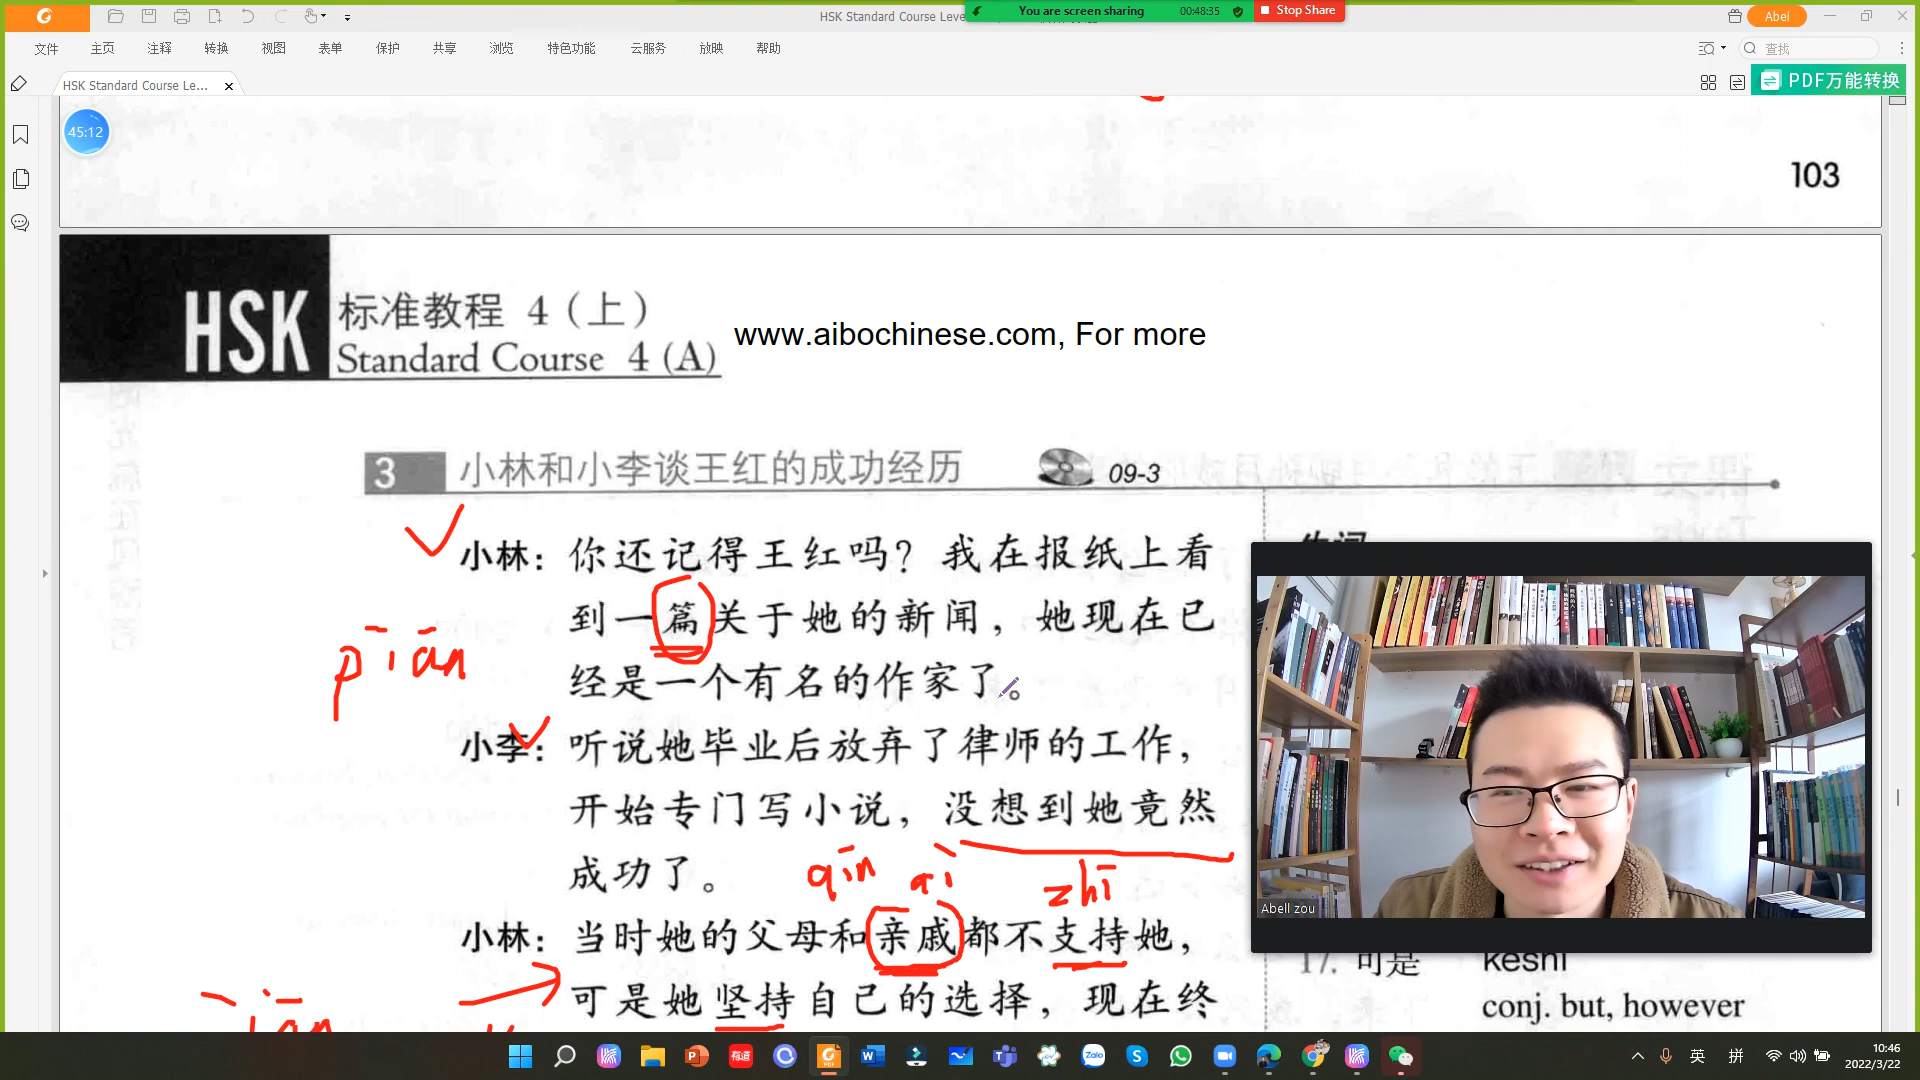 HSK Standard Course Leve
You are screen sharing
00:48:35
Stop Share
Abel
文件 主页 注释 转换 视图 表单 保护 共享 浏览 特色功能 云服务 放映 帮助
查找
HSK Standard Course Le...
PDF万能转换
45:12
103
HSK 标准教程 4（上）
Standard Course 4 (A)
www.aibochinese.com, For more
3 小林和小李谈王红的成功经历 09-3
小林：你还记得王红吗？我在报纸上看
到一篇关于她的新闻，她现在已
经是一个有名的作家了
pīān
小李：听说她毕业后放弃了律师的工作，
开始专门写小说，没想到她竟然
成功了。
qīn
zhī
小林：当时她的父母和亲戚都不支持她，
可是她坚持自己的选择，现在终
Abell zou
17. 可是 kěshì
conj. but, however
英 拼
10:46
2022/3/22